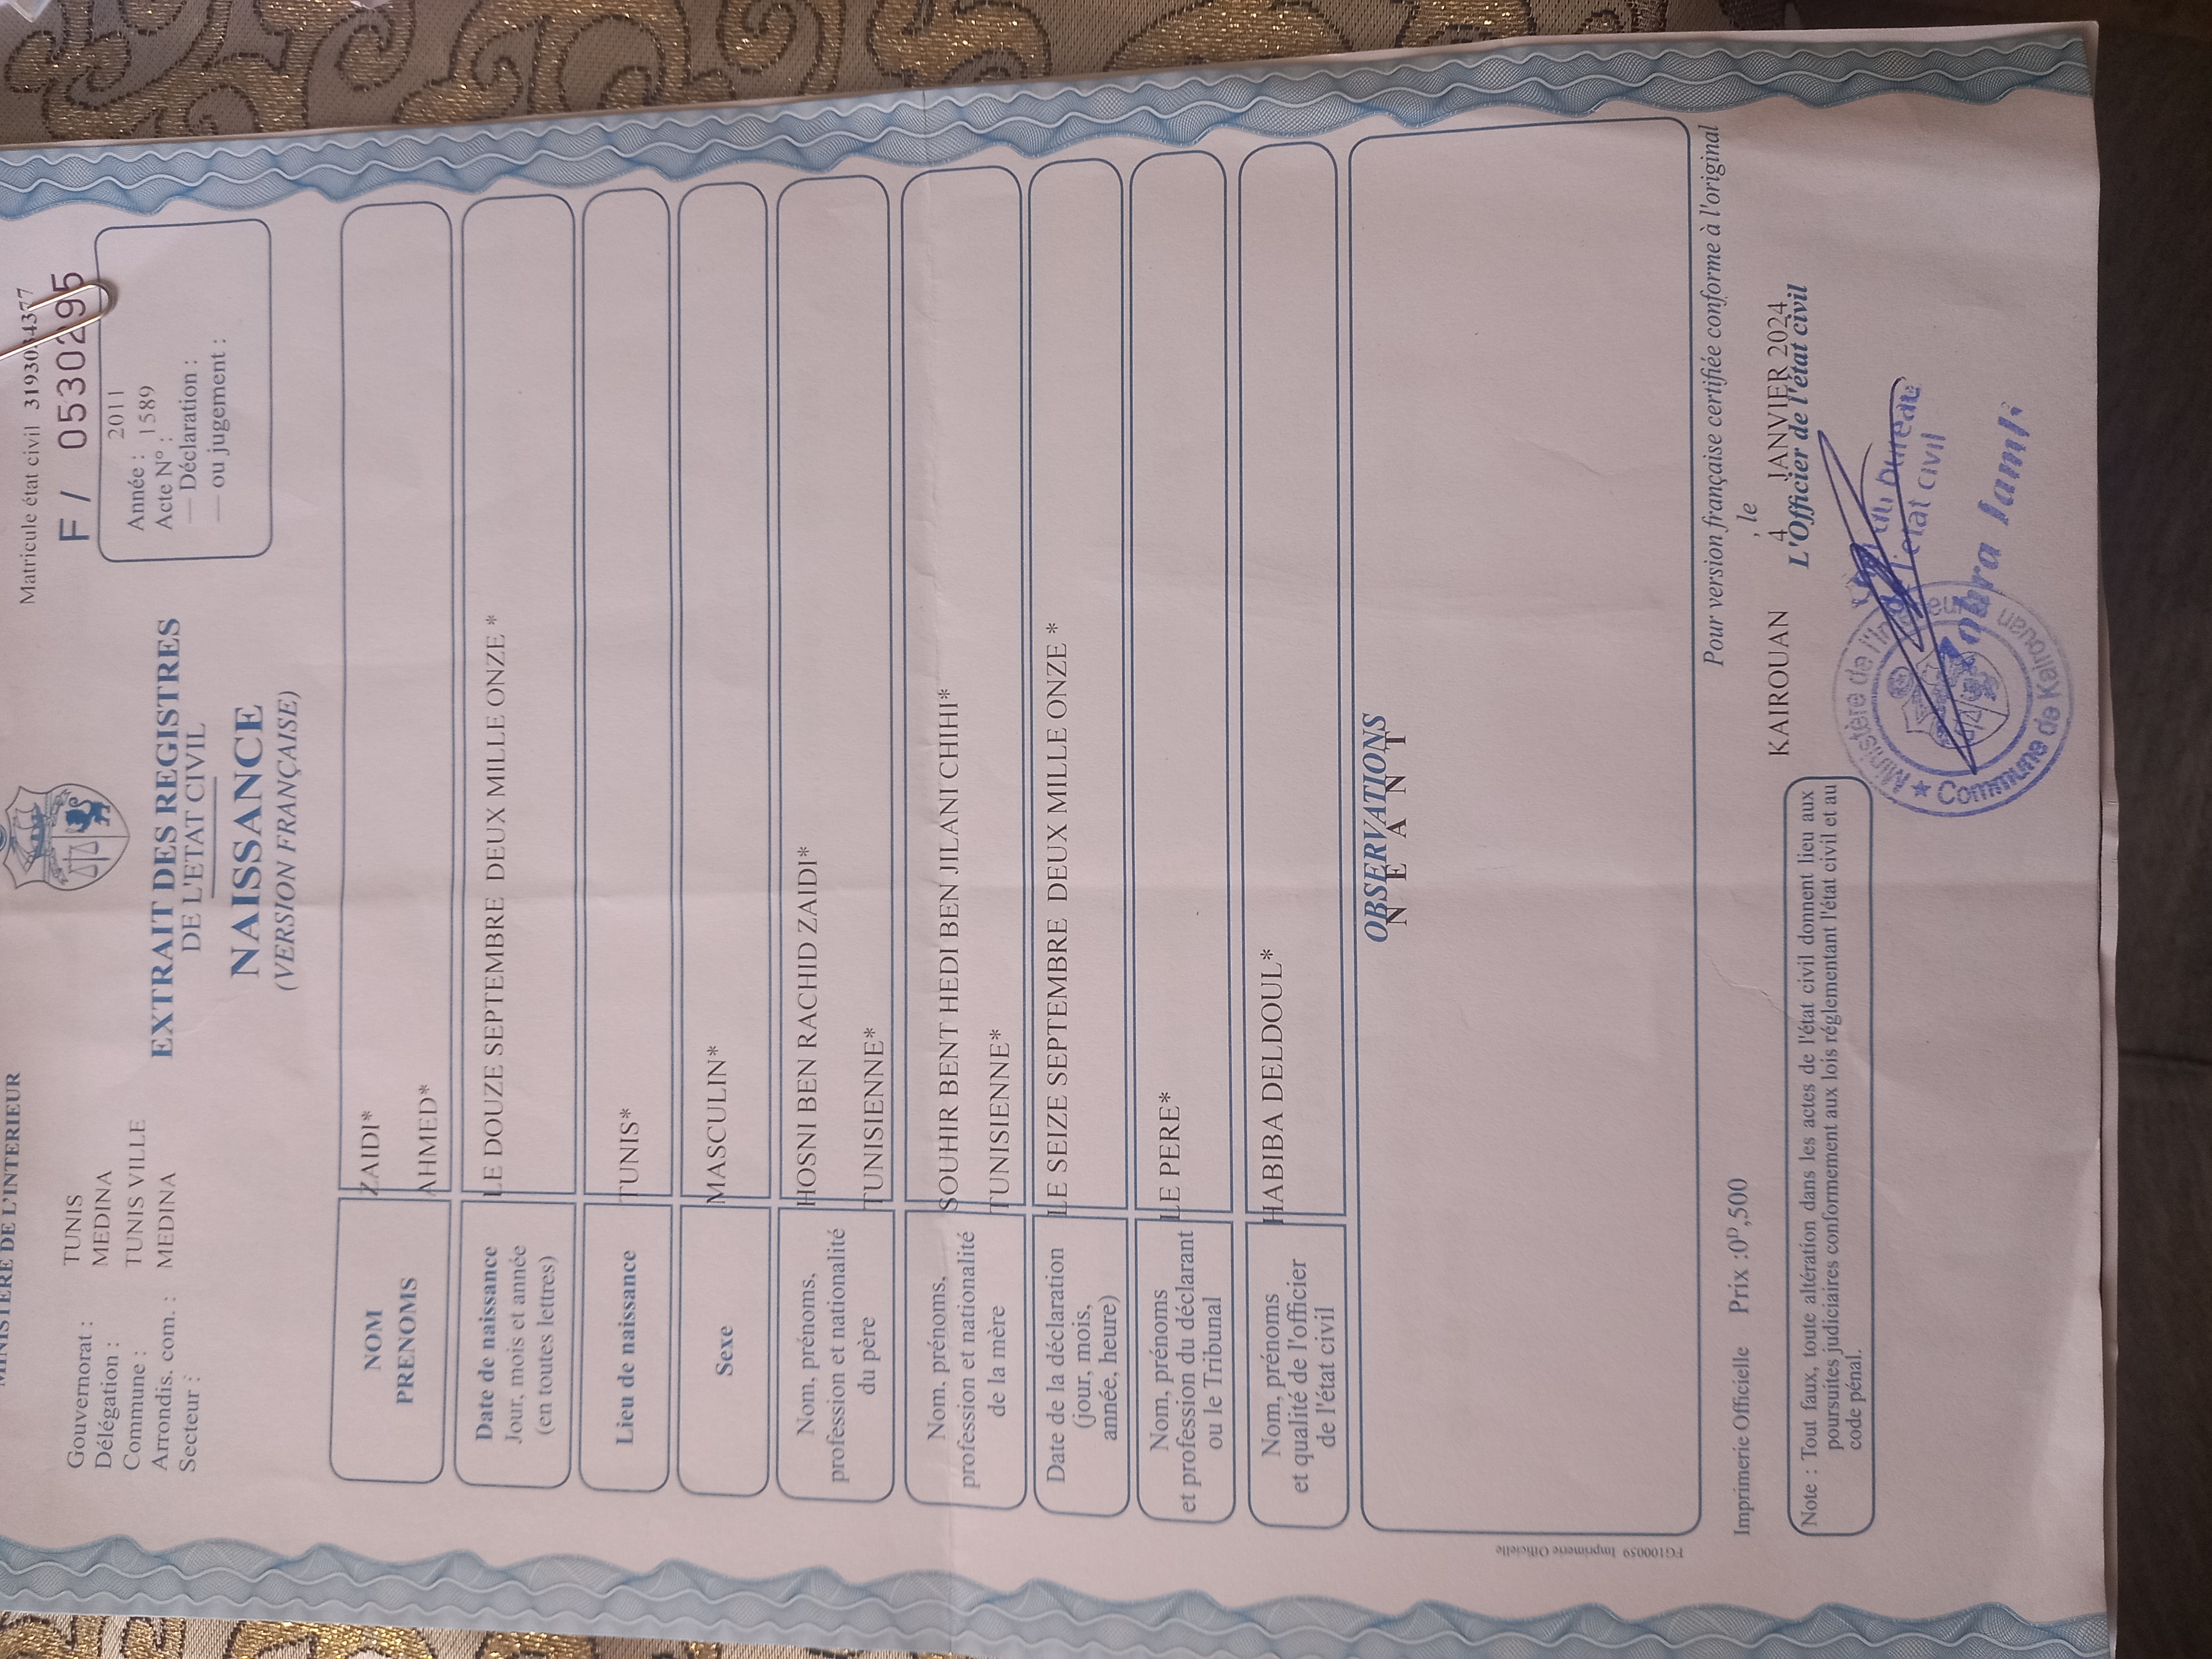 MINISTERE DE L'INTERIEUR
Matricule état civil
F / 0530295
Gouvernorat : TUNIS
Délégation : MEDINA
Commune : TUNIS VILLE
Arrondis. com. : MEDINA
Secteur :
Année : 2011
Acte N° : 1589
— Déclaration :
— ou jugement :
EXTRAIT DES REGISTRES
DE L'ETAT CIVIL
NAISSANCE
(VERSION FRANÇAISE)
NOM ZAIDI*
PRENOMS AHMED*
Date de naissance
Jour, mois et année
(en toutes lettres)
LE DOUZE SEPTEMBRE DEUX MILLE ONZE *
Lieu de naissance TUNIS*
Sexe MASCULIN*
Nom, prénoms,
profession et nationalité
du père
HOSNI BEN RACHID ZAIDI*
TUNISIENNE*
Nom, prénoms,
profession et nationalité
de la mère
SOUHIR BENT HEDI BEN JILANI CHIHI*
TUNISIENNE*
Date de la déclaration
(jour, mois,
année, heure)
LE SEIZE SEPTEMBRE DEUX MILLE ONZE *
Nom, prénoms
et profession du déclarant
ou le Tribunal
LE PERE*
Nom, prénoms
et qualité de l'officier
de l'état civil
HABIBA DELDOUL*
OBSERVATIONS
N E A N T
FG100059 Imprimerie Officielle
Pour version française certifiée conforme à l'original
Imprimerie Officielle Prix :0ᴰ,500
KAIROUAN , le 4 JANVIER 2024
L'Officier de l'état civil
Note : Tout faux, toute altération dans les actes de l'état civil donnent lieu aux
poursuites judiciaires conformement aux lois réglementant l'état civil et au
code pénal.
du bureau
de l'etat civil
Ministère de l'Intérieur
★ Commune de Kairouan